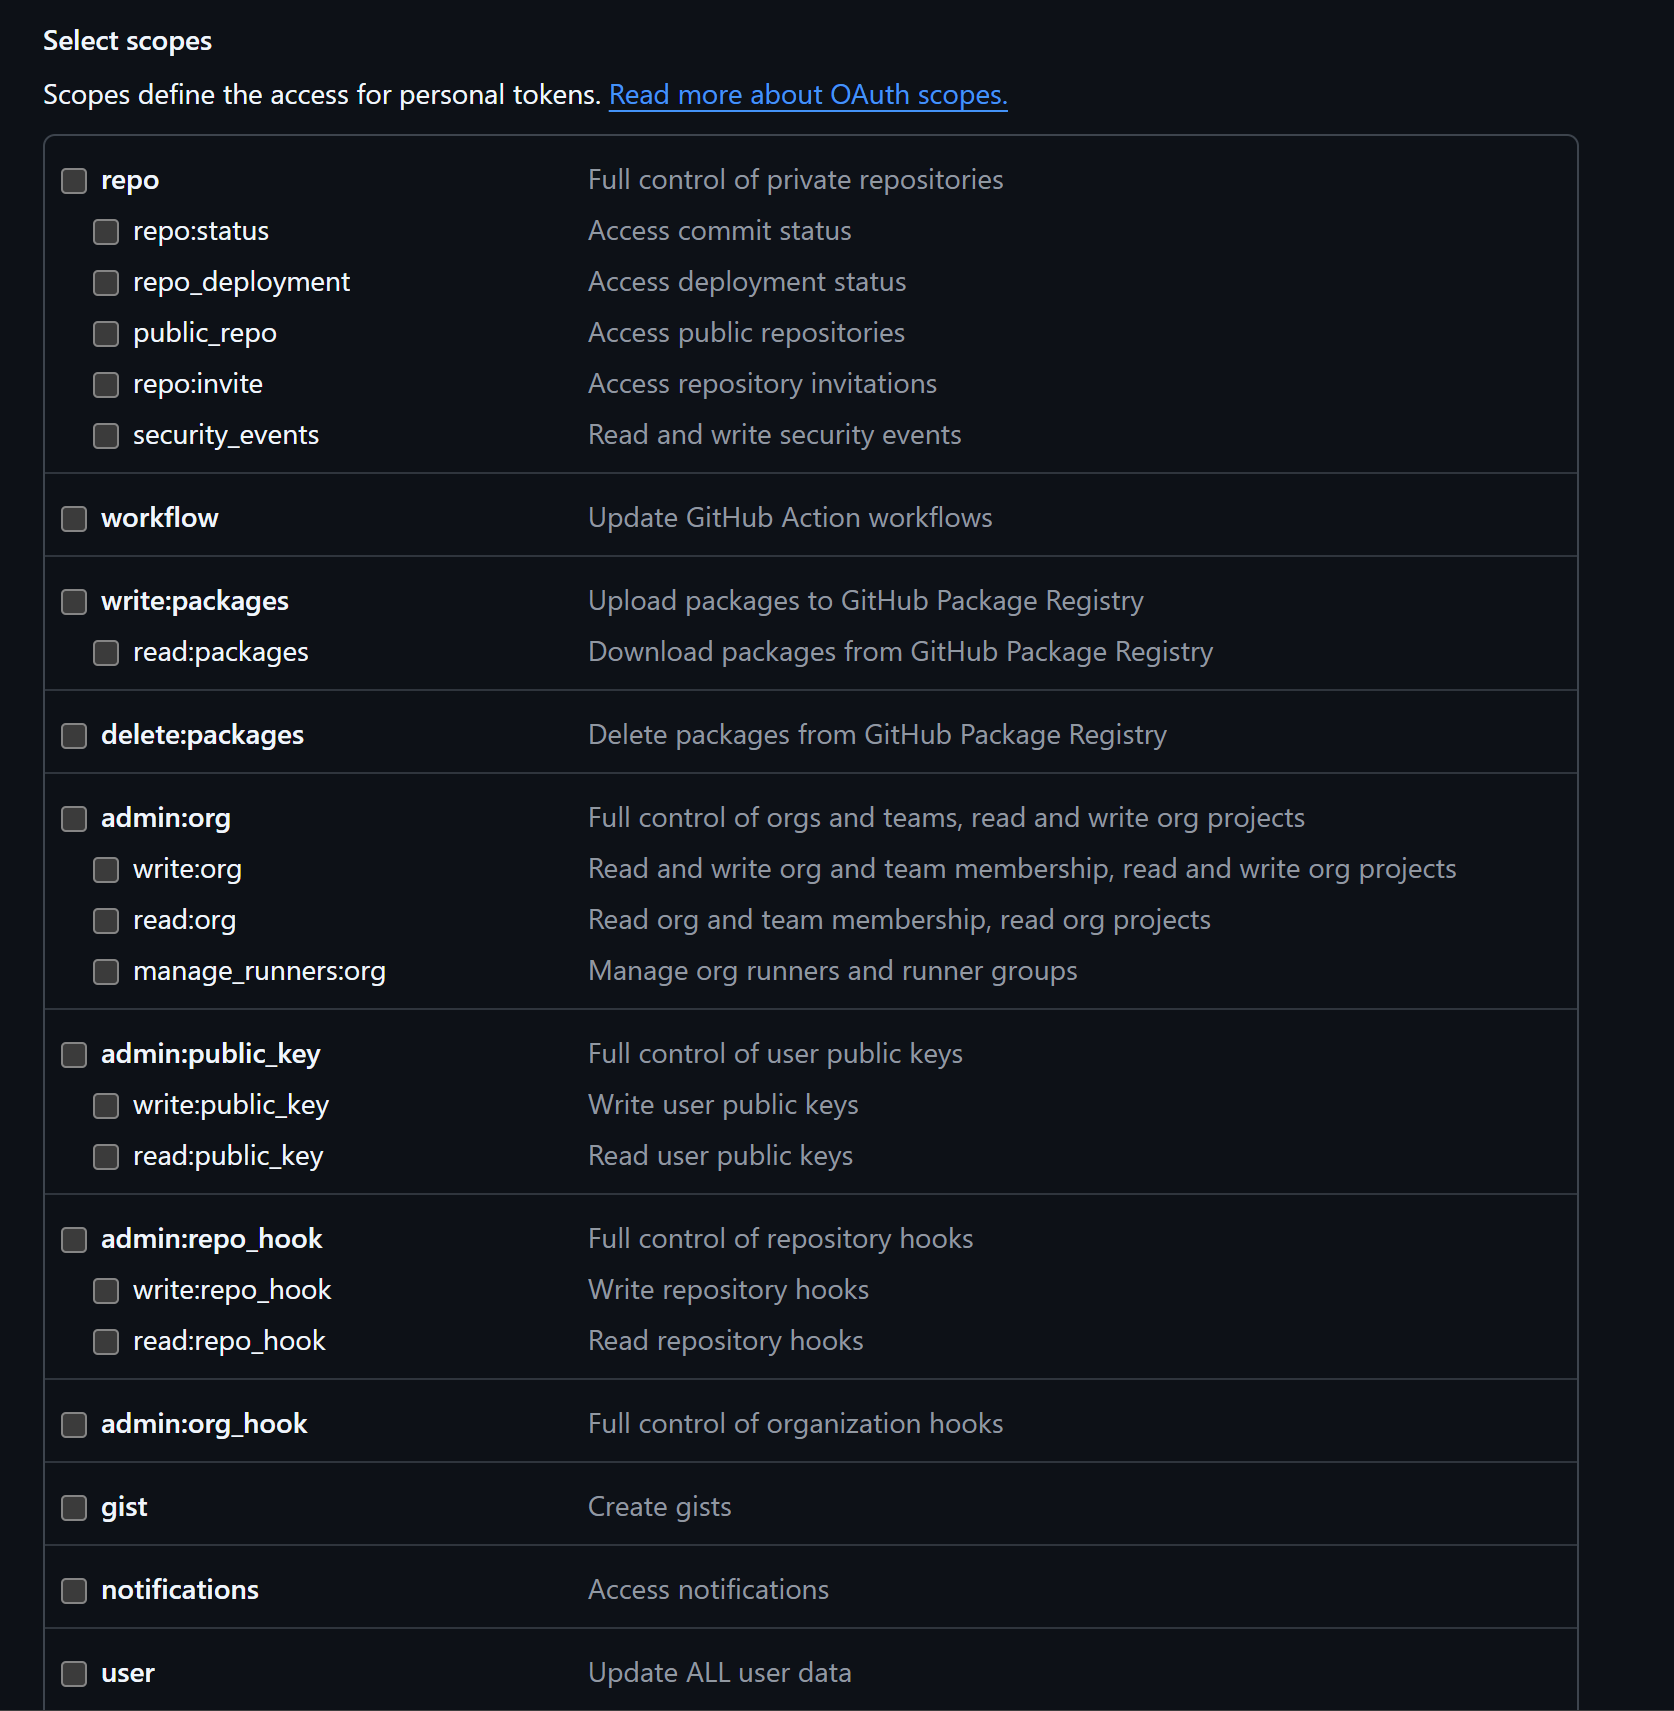 Select scopes
Scopes define the access for personal tokens. Read more about OAuth scopes.
repo Full control of private repositories
repo:status Access commit status
repo_deployment Access deployment status
public_repo Access public repositories
repo:invite Access repository invitations
security_events Read and write security events
workflow Update GitHub Action workflows
write:packages Upload packages to GitHub Package Registry
read:packages Download packages from GitHub Package Registry
delete:packages Delete packages from GitHub Package Registry
admin:org Full control of orgs and teams, read and write org projects
write:org Read and write org and team membership, read and write org projects
read:org Read org and team membership, read org projects
manage_runners:org Manage org runners and runner groups
admin:public_key Full control of user public keys
write:public_key Write user public keys
read:public_key Read user public keys
admin:repo_hook Full control of repository hooks
write:repo_hook Write repository hooks
read:repo_hook Read repository hooks
admin:org_hook Full control of organization hooks
gist Create gists
notifications Access notifications
user Update ALL user data